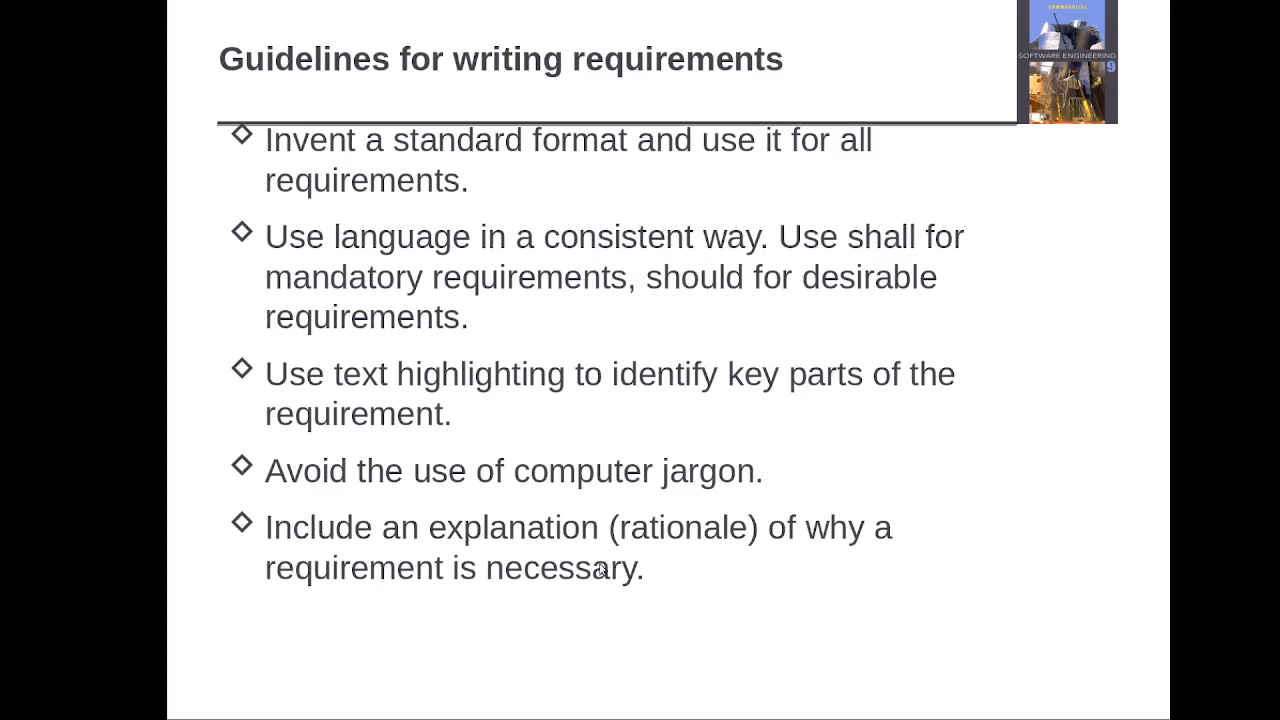 SOMMERVILLE
Guidelines for writing requirements
SOFTWARE ENGINEERING
9
◇ Invent a standard format and use it for all
requirements.
◇ Use language in a consistent way. Use shall for
mandatory requirements, should for desirable
requirements.
◇ Use text highlighting to identify key parts of the
requirement.
◇ Avoid the use of computer jargon.
◇ Include an explanation (rationale) of why a
requirement is necessary.